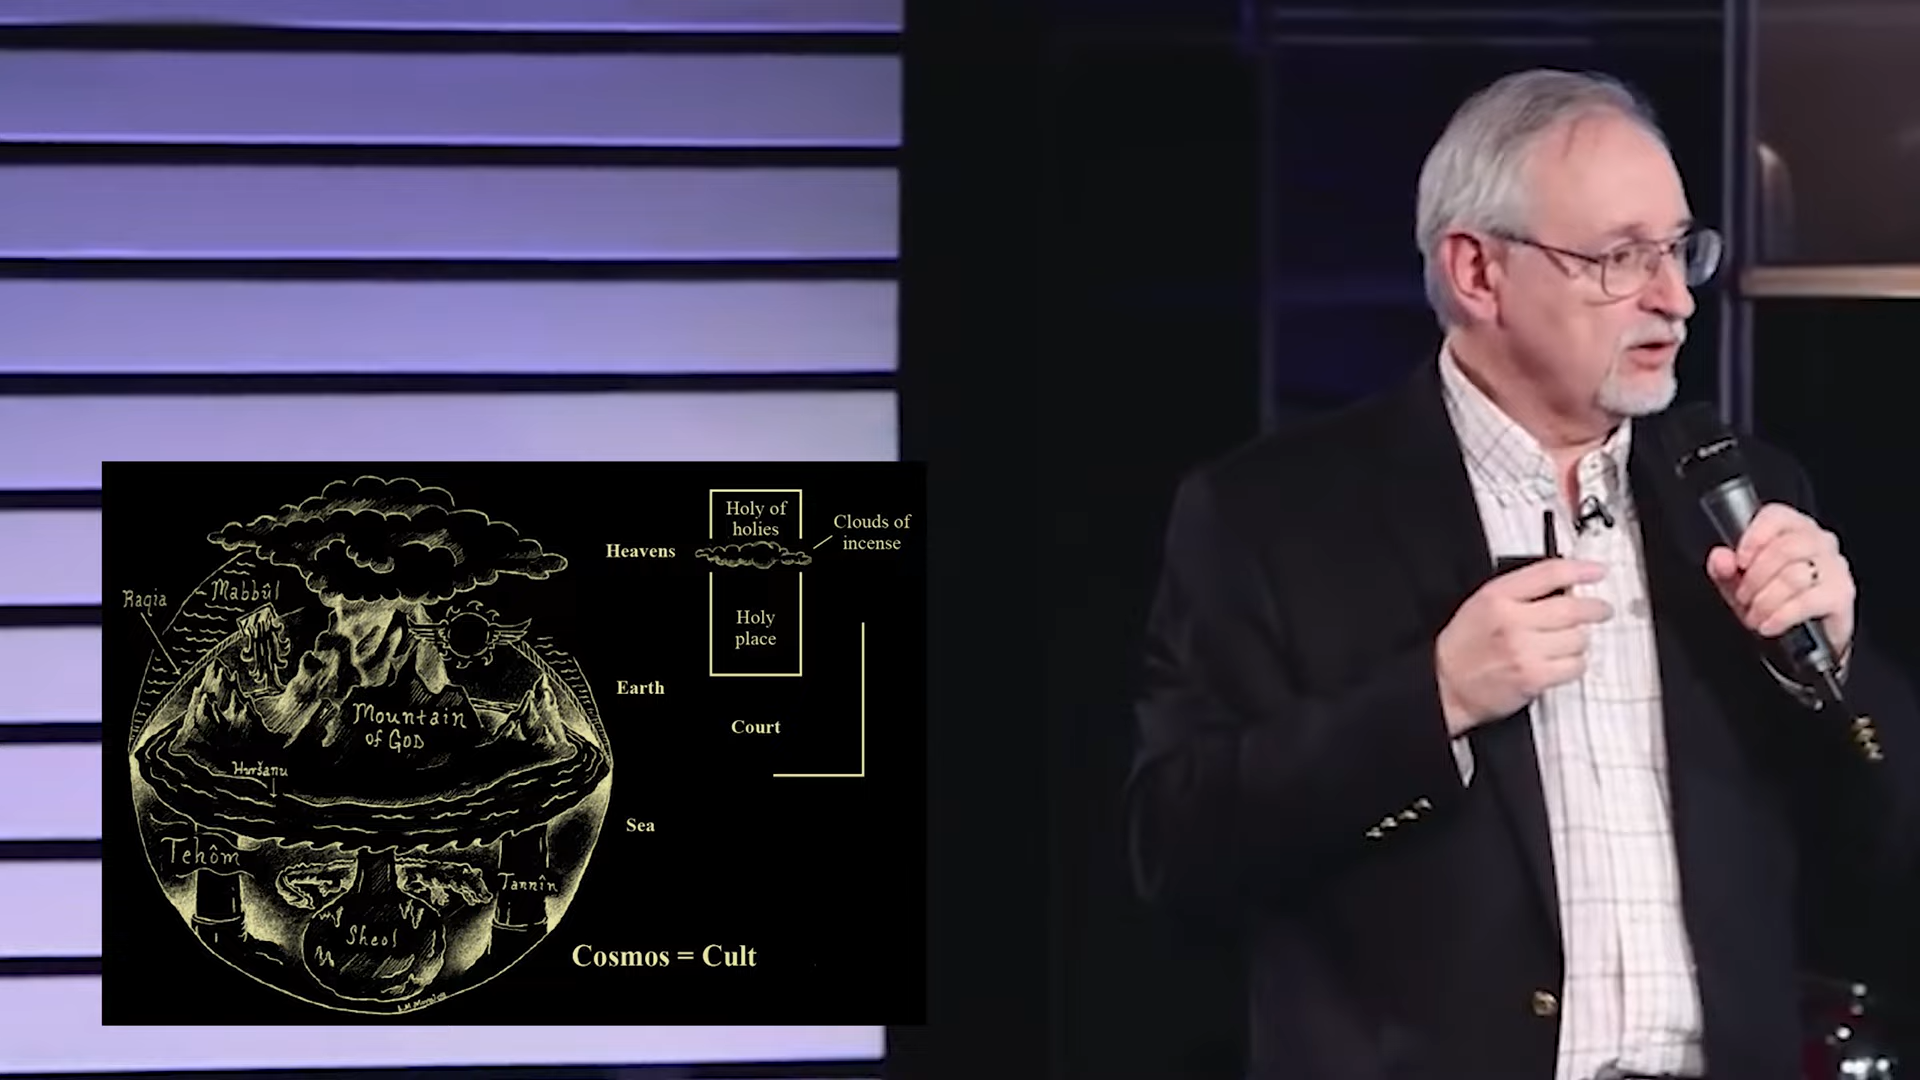 Raqia
Mabbûl
Mountain
of God
Hursanu
Tehôm
Tannîn
Sheol
Heavens
Holy of
holies
Clouds of
incense
Holy
place
Earth
Court
Sea
Cosmos = Cult